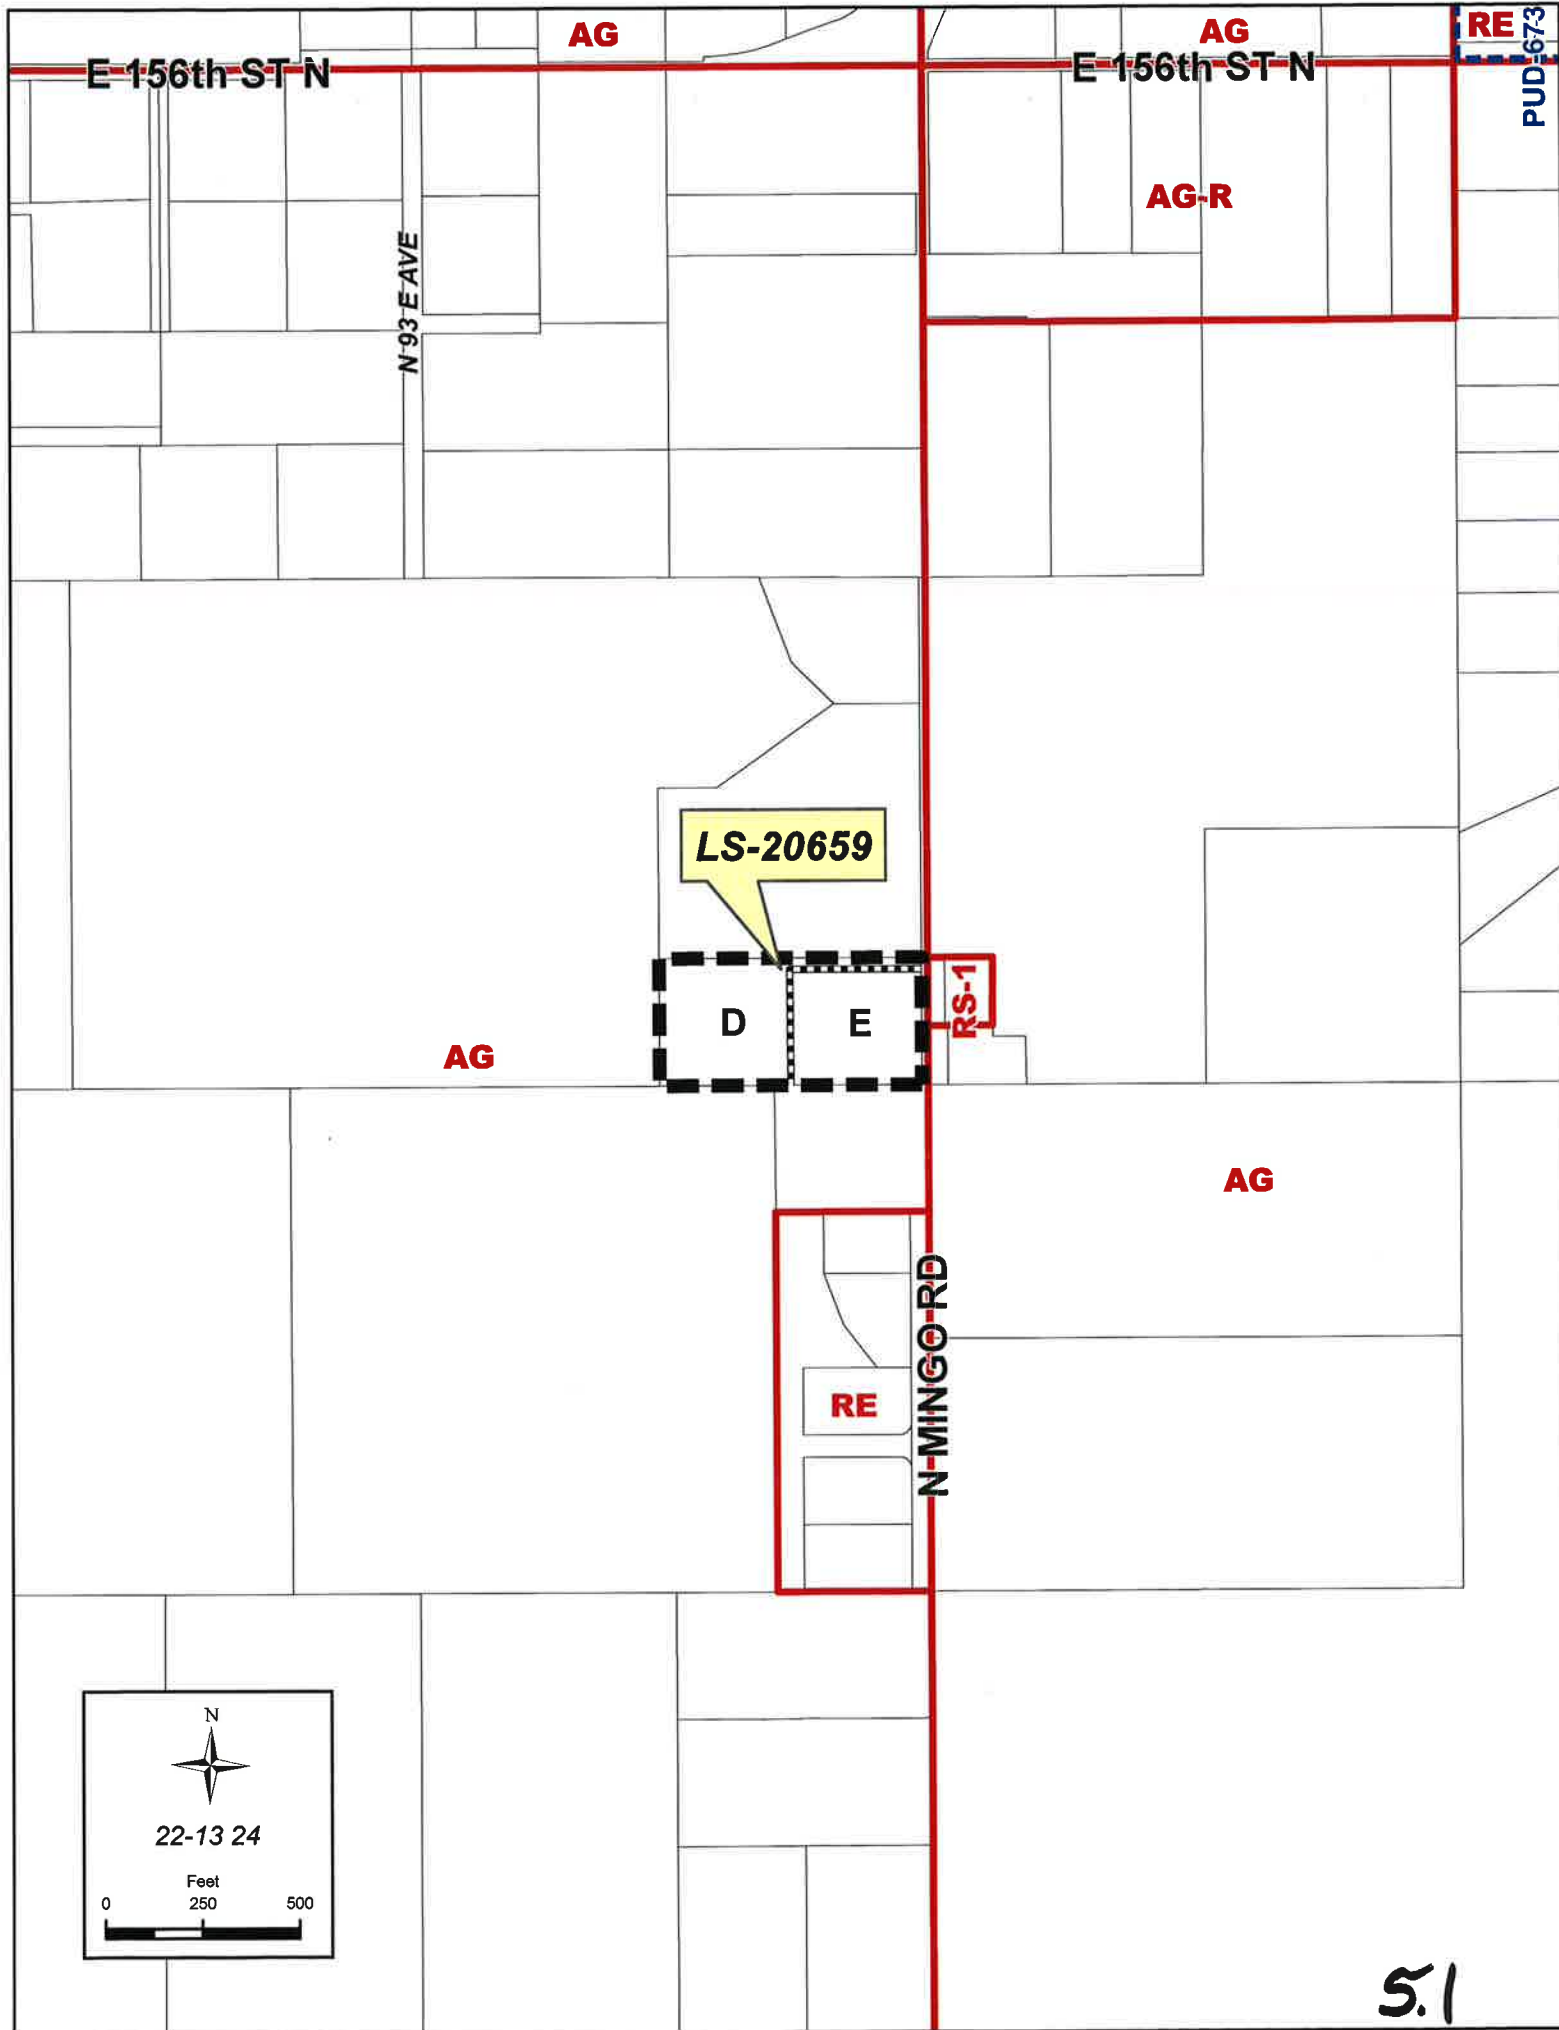 AG
AG
RE
E 156th ST N
E 156th ST N
PUD-673
AG-R
N 93 E AVE
LS-20659
D
E
RS-1
AG
AG
N MINGO RD
RE
N
22-13 24
Feet
0 250 500
5.1